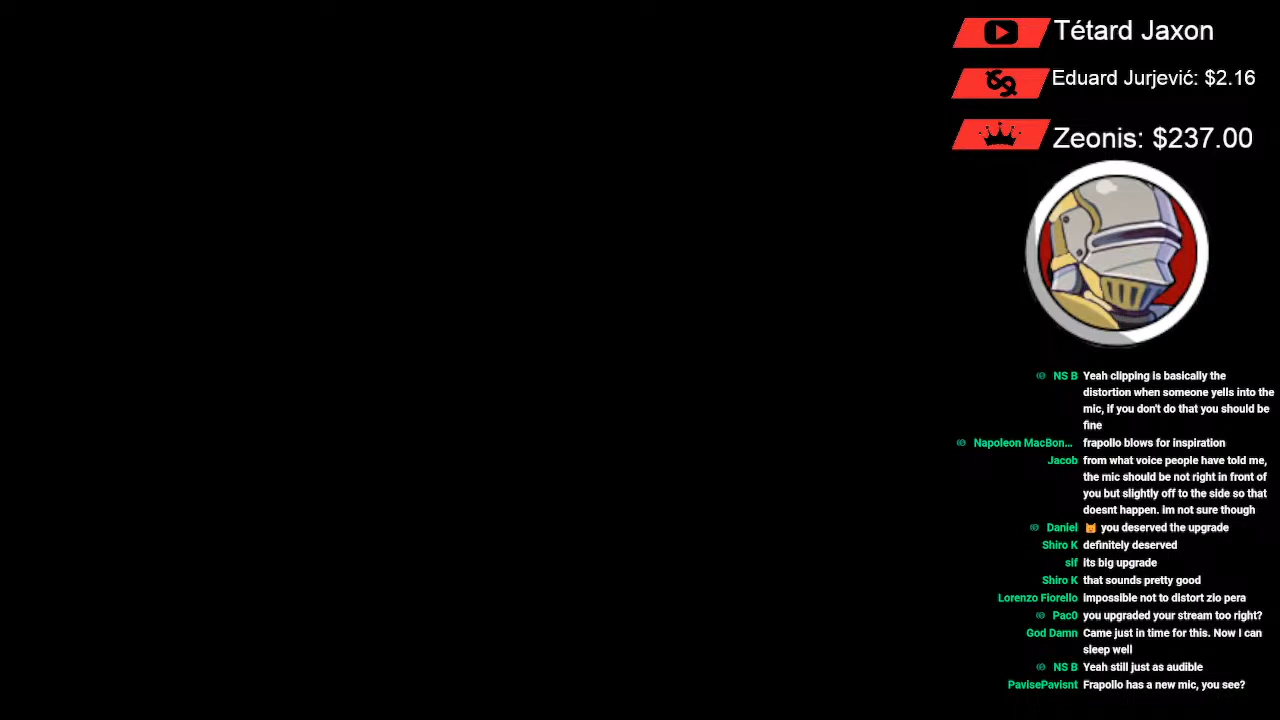 Tétard Jaxon
Eduard Jurjević: $2.16
Zeonis: $237.00
NS B Yeah clipping is basically the
distortion when someone yells into the
mic, if you don't do that you should be
fine
Napoleon MacBon... frapollo blows for inspiration
Jacob from what voice people have told me,
the mic should be not right in front of
you but slightly off to the side so that
doesnt happen. Im not sure though
Daniel you deserved the upgrade
Shiro K definitely deserved
sif its big upgrade
Shiro K that sounds pretty good
Lorenzo Fiorello impossible not to distort zio pera
Pac0 you upgraded your stream too right?
God Damn Came just in time for this. Now I can
sleep well
NS B Yeah still just as audible
PavisePavisnt Frapollo has a new mic, you see?